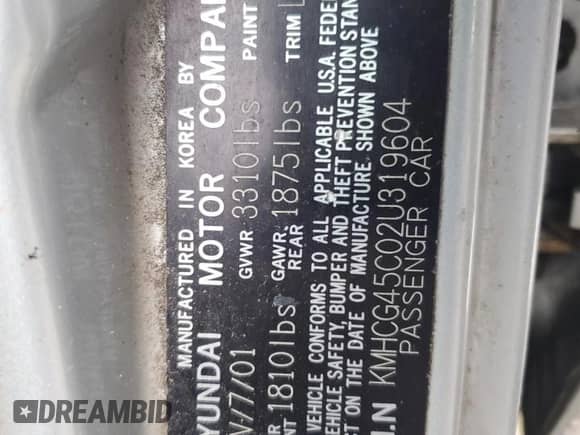 MANUFACTURED IN KOREA BY
YUNDAI MOTOR COMPA
/7/01 GVWR 3310lbs PAINT
1810lbs GAWR REAR 1875lbs TRIM
VEHICLE CONFORMS TO ALL APPLICABLE U.S.A. FEDE
VEHICLE SAFETY, BUMPER AND THEFT PREVENTION STAN
CT ON THE DATE OF MANUFACTURE SHOWN ABOVE
I.N KMHCG45C02U319604
PASSENGER CAR
DREAMBID